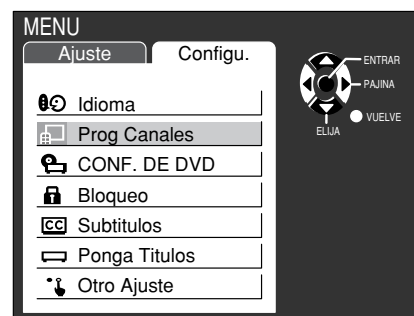 MENU
Ajuste
Configu.
Idioma
Prog Canales
CONF. DE DVD
Bloqueo
CC Subtitulos
Ponga Titulos
Otro Ajuste
ENTRAR
PAJINA
VUELVE
ELIJA